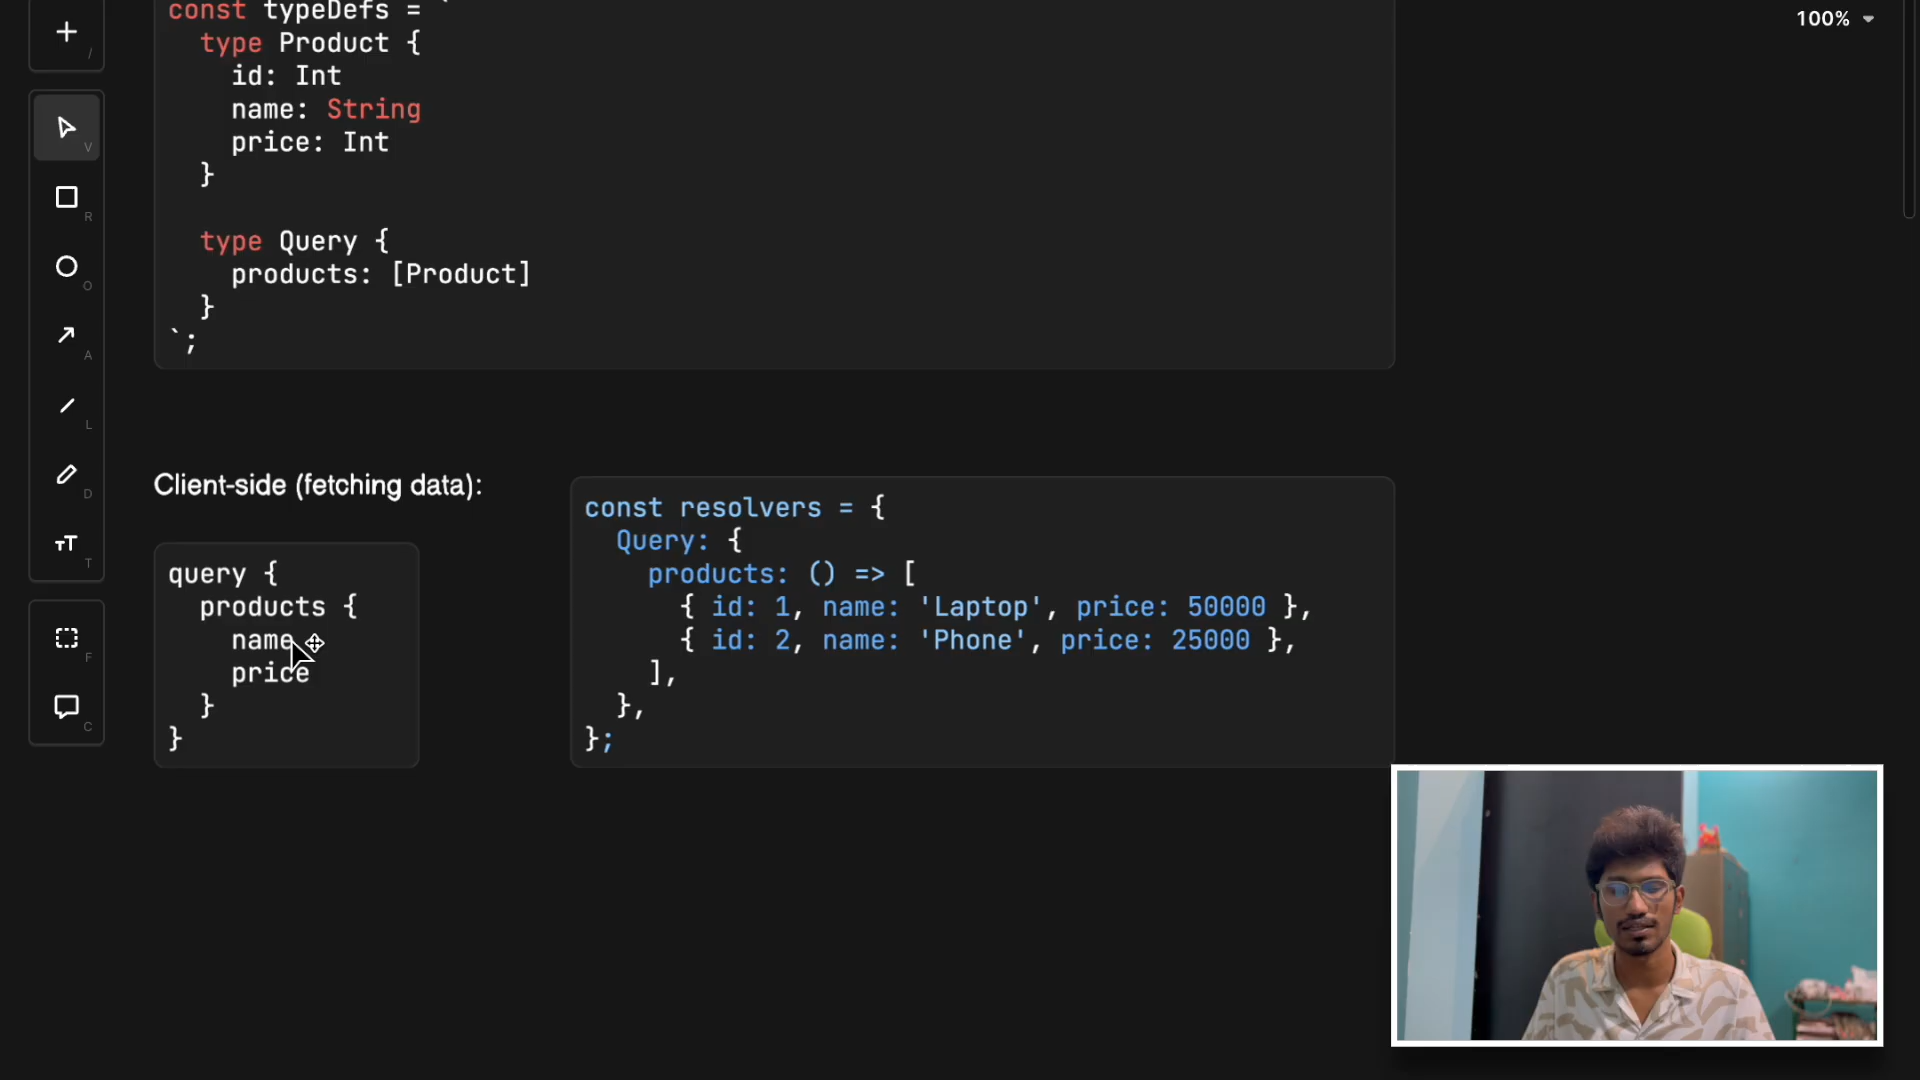 100%
/
V
R
O
A
L
D
T
F
C
const typeDefs = `
type Product {
id: Int
name: String
price: Int
}
type Query {
products: [Product]
}
`;
Client-side (fetching data):
query {
products {
name
price
}
}
const resolvers = {
Query: {
products: () => [
{ id: 1, name: 'Laptop', price: 50000 },
{ id: 2, name: 'Phone', price: 25000 },
],
},
};